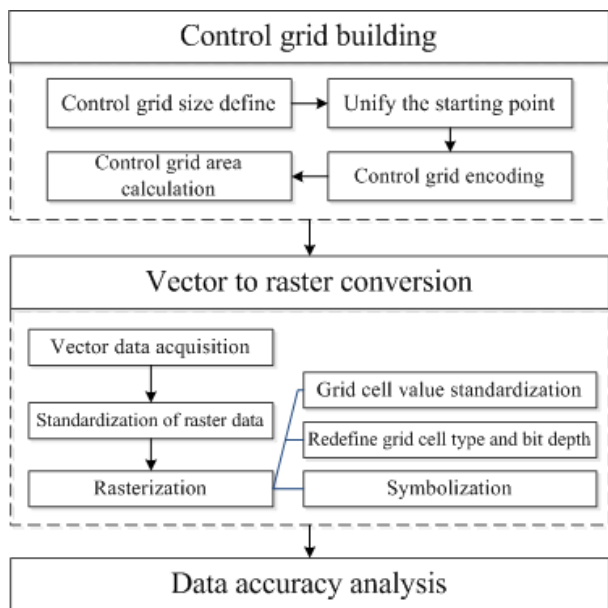 Control grid building
Control grid size define
Unify the starting point
Control grid area
calculation
Control grid encoding
Vector to raster conversion
Vector data acquisition
Grid cell value standardization
Standardization of raster data
Redefine grid cell type and bit depth
Rasterization
Symbolization
Data accuracy analysis